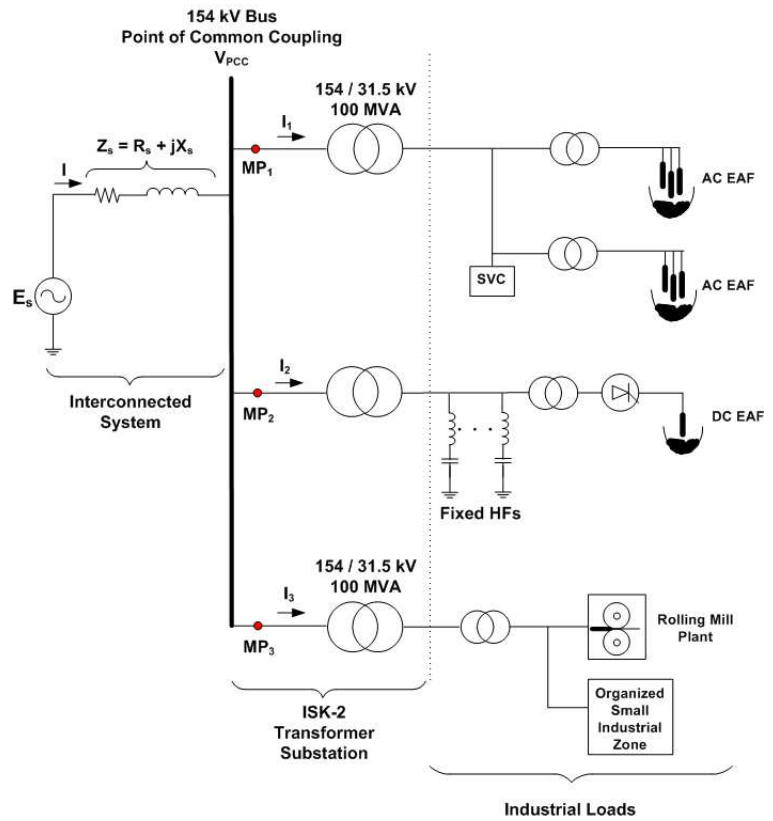 154 kV Bus
Point of Common Coupling
VPCC
154 / 31.5 kV
100 MVA
I1
Zs = Rs + jXs
I
MP1
AC EAF
SVC
AC EAF
Es
I2
Interconnected
System
MP2
DC EAF
. . .
Fixed HFs
154 / 31.5 kV
100 MVA
I3
MP3
Rolling Mill
Plant
ISK-2
Transformer
Substation
Organized
Small
Industrial
Zone
Industrial Loads